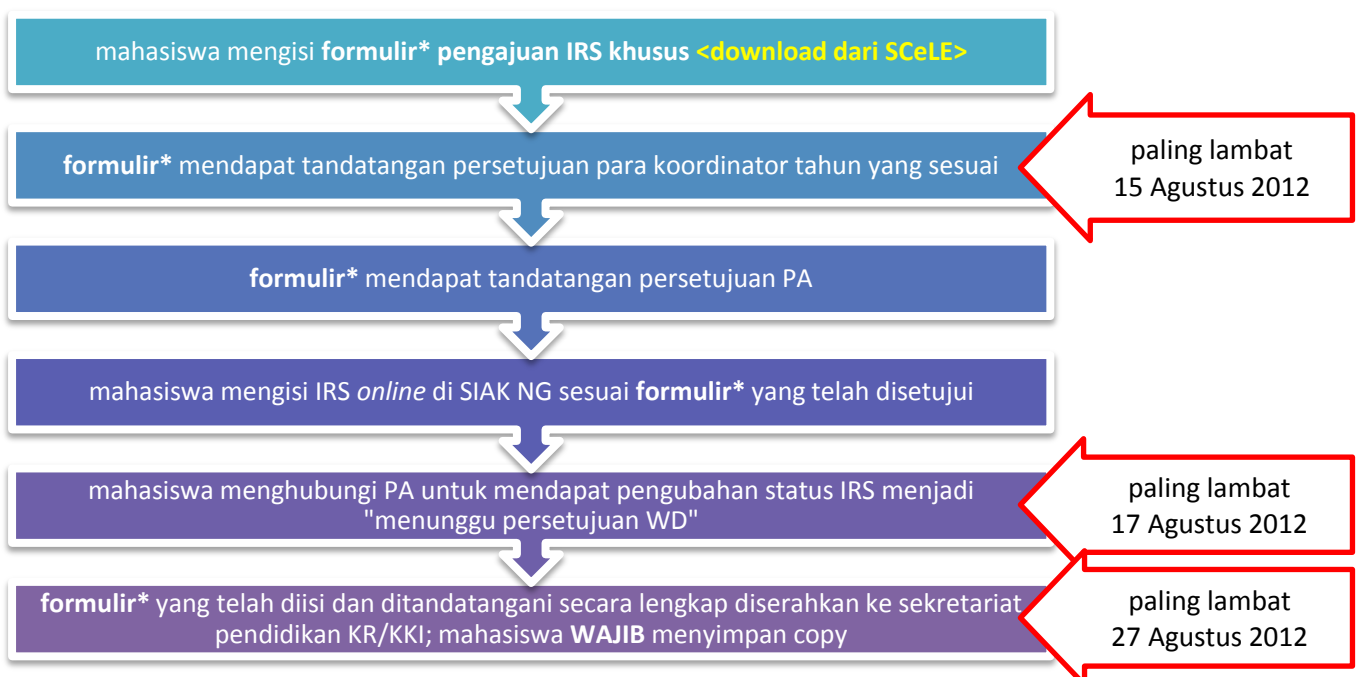 mahasiswa mengisi formulir* pengajuan IRS khusus <download dari SCeLE>
formulir* mendapat tandatangan persetujuan para koordinator tahun yang sesuai
paling lambat
15 Agustus 2012
formulir* mendapat tandatangan persetujuan PA
mahasiswa mengisi IRS online di SIAK NG sesuai formulir* yang telah disetujui
mahasiswa menghubungi PA untuk mendapat pengubahan status IRS menjadi
"menunggu persetujuan WD"
paling lambat
17 Agustus 2012
formulir* yang telah diisi dan ditandatangani secara lengkap diserahkan ke sekretariat
pendidikan KR/KKI; mahasiswa WAJIB menyimpan copy
paling lambat
27 Agustus 2012